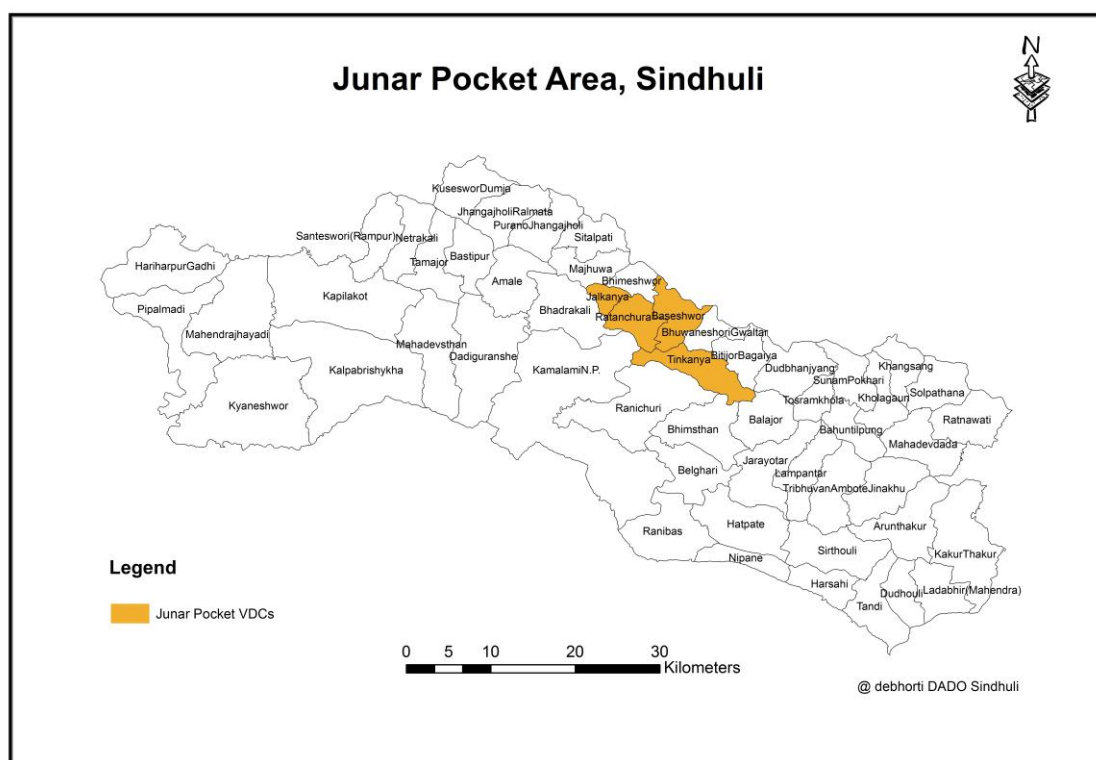 Junar Pocket Area, Sindhuli
N
KusesworDumja
JhangajholiRalmata
PuranoJhangajholi
Santeswori(Rampur)
Netrakali
Sitalpati
Bastipur
Tamajor
HariharpurGadhi
Majhuwa
Amale
Bhimeshwor
Kapilakot
Jalkanya
Pipalmadi
Bhadrakali
Ratanchura
Baseshwor
Mahendrajhayadi
BhuwaneshoriGwaltar
Mahadevsthan
Dadiguranshe
Tinkanya
BitijorBagaiya
Kalpabrishykha
KamalamiN.P.
Dudbhanjyang
Khangsang
SunamPokhari
Kholagaun
Solpathana
Kyaneshwor
Tosramkhola
Ranichuri
Balajor
Ratnawati
Bhimsthan
Bahuntilpung
Mahadevdada
Jarayotar
Belghari
Lampantar
TribhuvanAmbote
Jinakhu
Hatpate
Arunthakur
Ranibas
Sirthouli
KakurThakur
Nipane
Harsahi
Dudhouli
Ladabhir(Mahendra)
Tandi
Legend
Junar Pocket VDCs
0 5 10 20 30
Kilometers
@ debhorti DADO Sindhuli